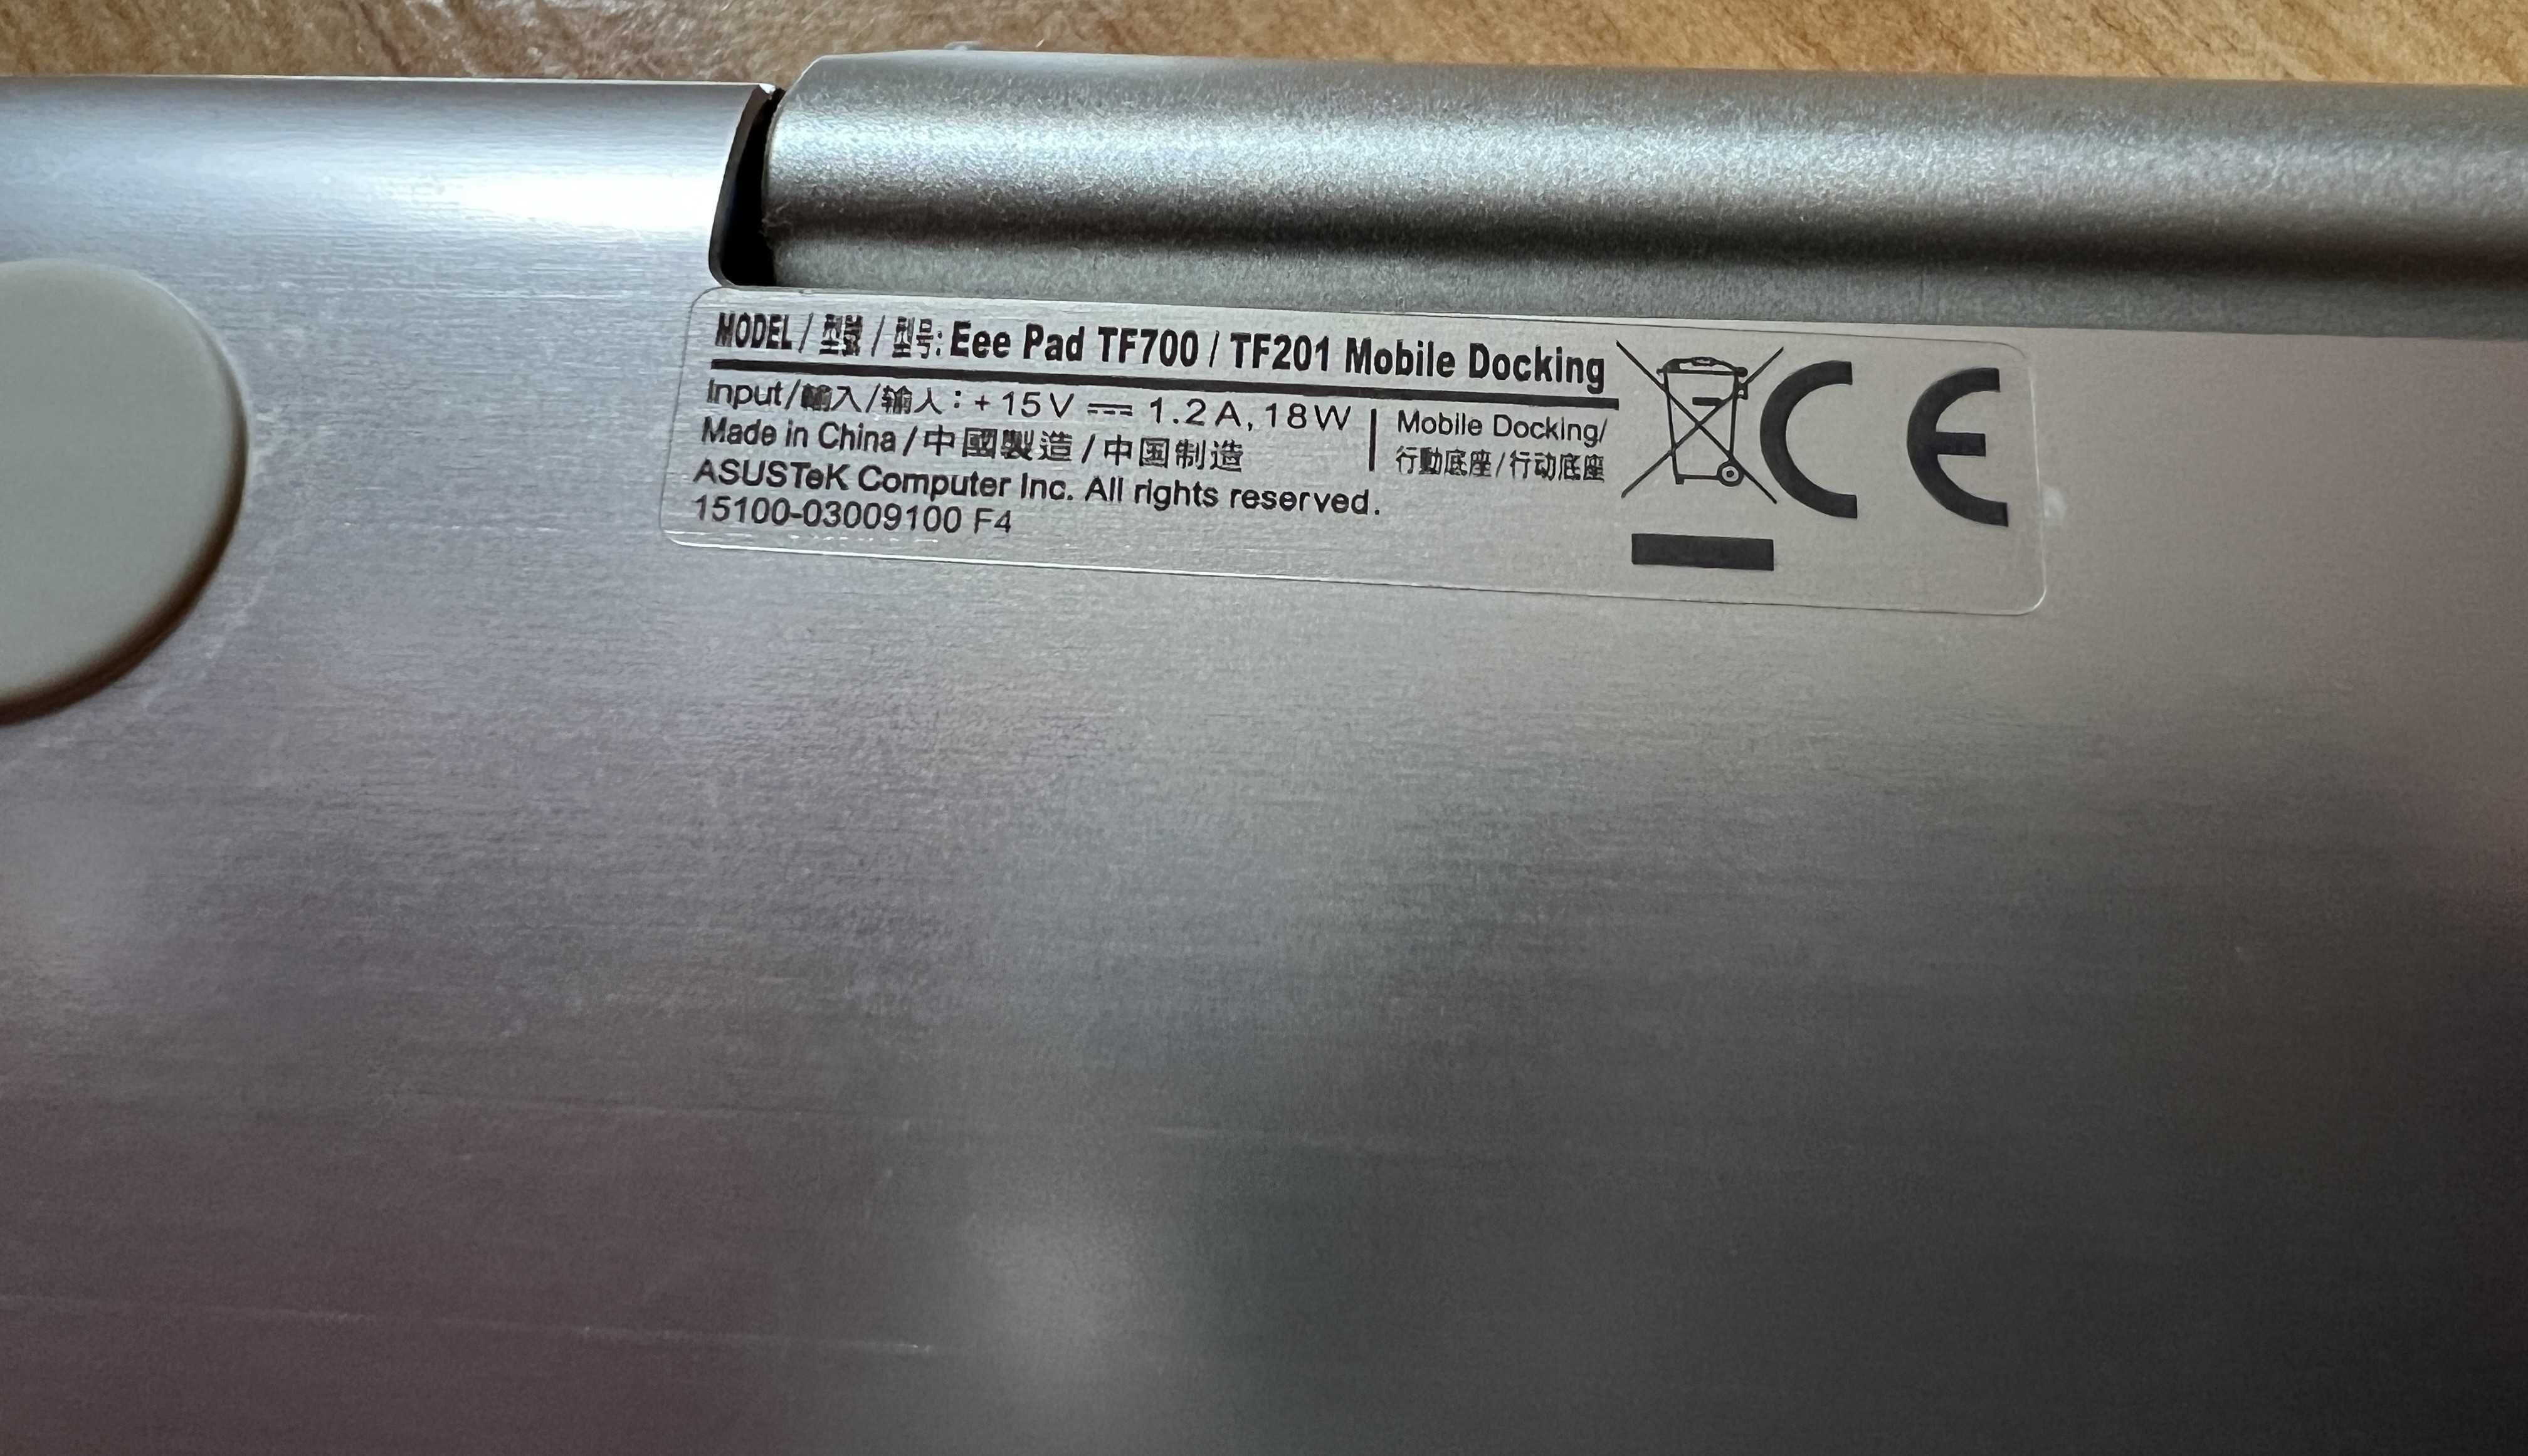 MODEL / 型號 / 型号: Eee Pad TF700 / TF201 Mobile Docking
Input/輸入/输人: +15V ⎓ 1.2A, 18W
Made in China / 中國製造 / 中国制造
Mobile Docking/
行動底座/行动底座
ASUSTeK Computer Inc. All rights reserved.
15100-03009100 F4
CE